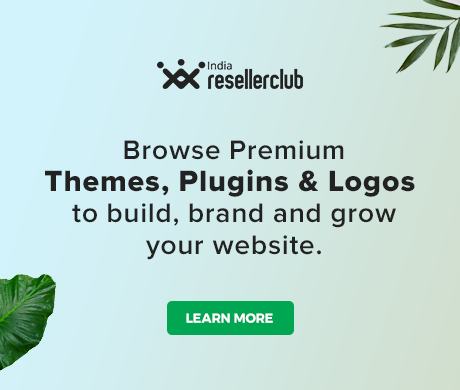 India
resellerclub
Browse Premium
Themes, Plugins & Logos
to build, brand and grow
your website.
LEARN MORE